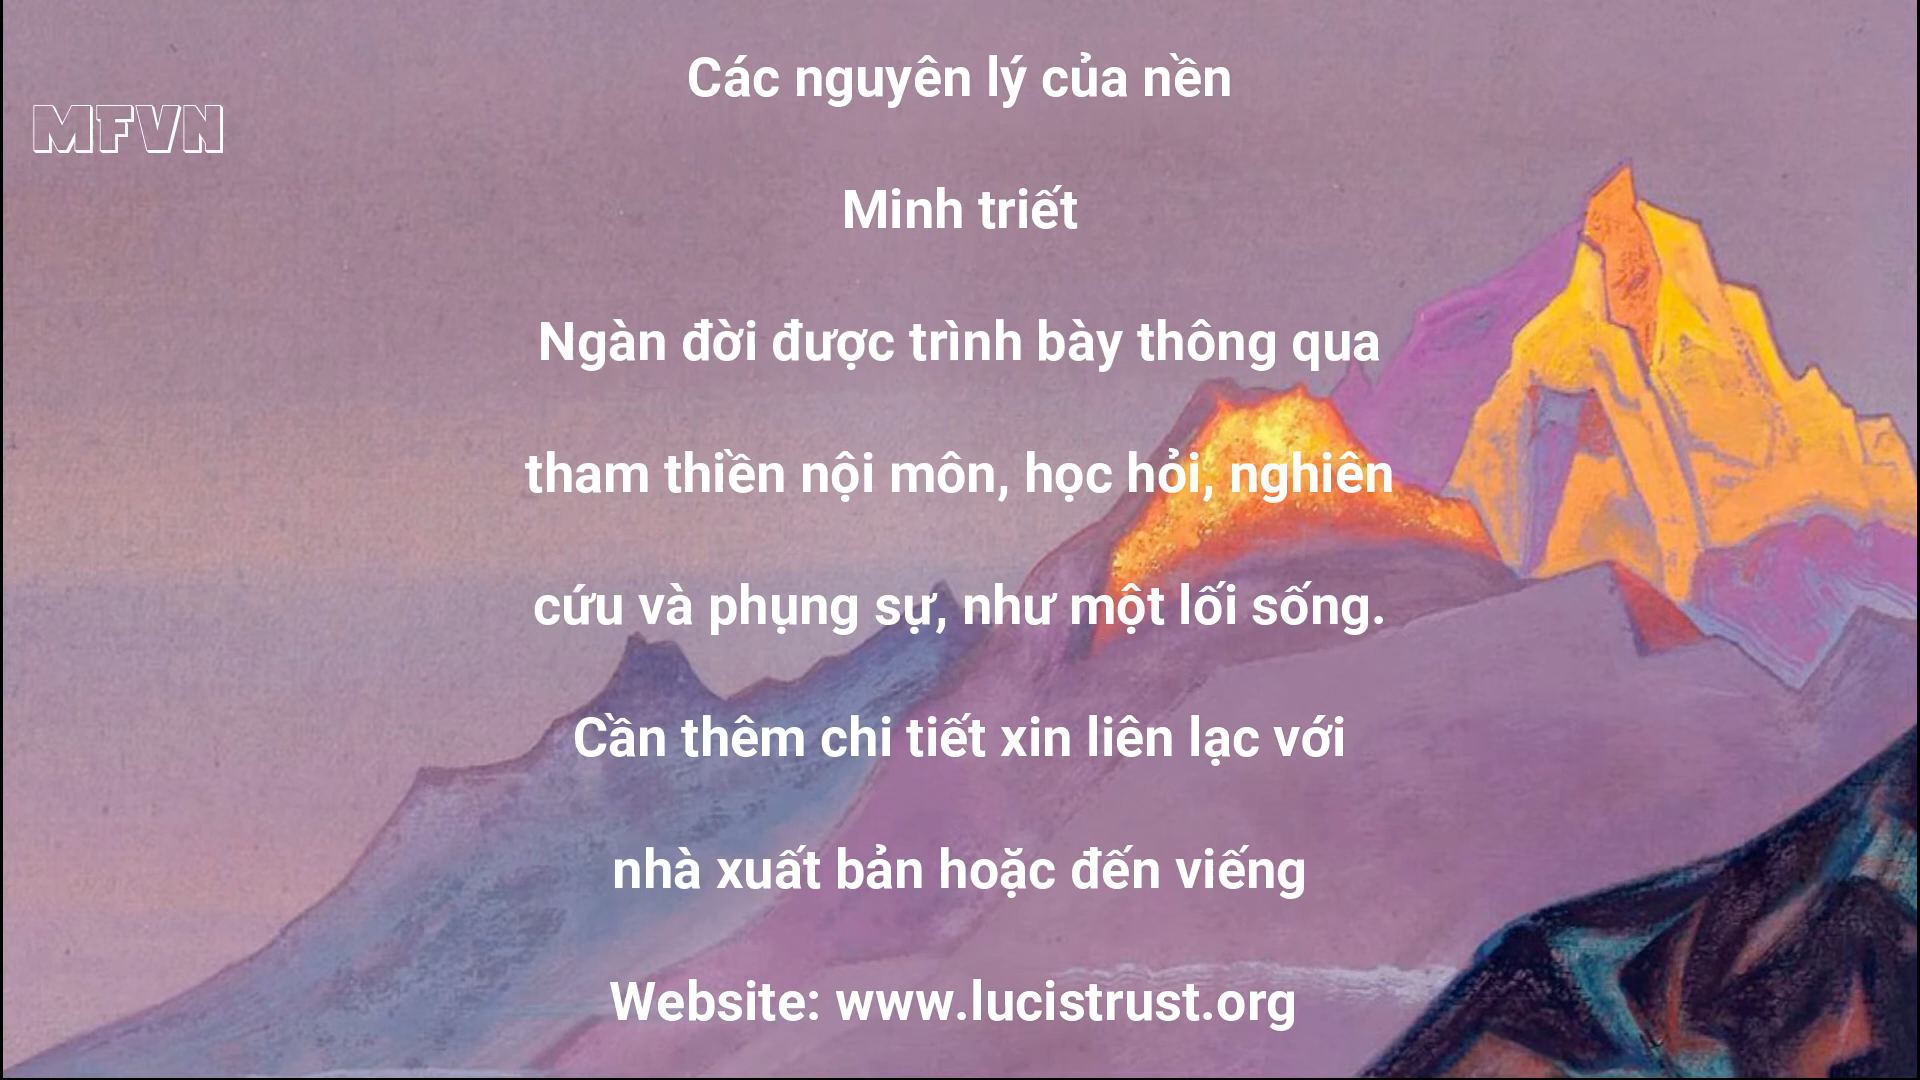 Các nguyên lý của nền
MFVN
Minh triết
Ngàn đời được trình bày thông qua
tham thiền nội môn, học hỏi, nghiên
cứu và phụng sự, như một lối sống.
Cần thêm chi tiết xin liên lạc với
nhà xuất bản hoặc đến viếng
Website: www.lucistrust.org